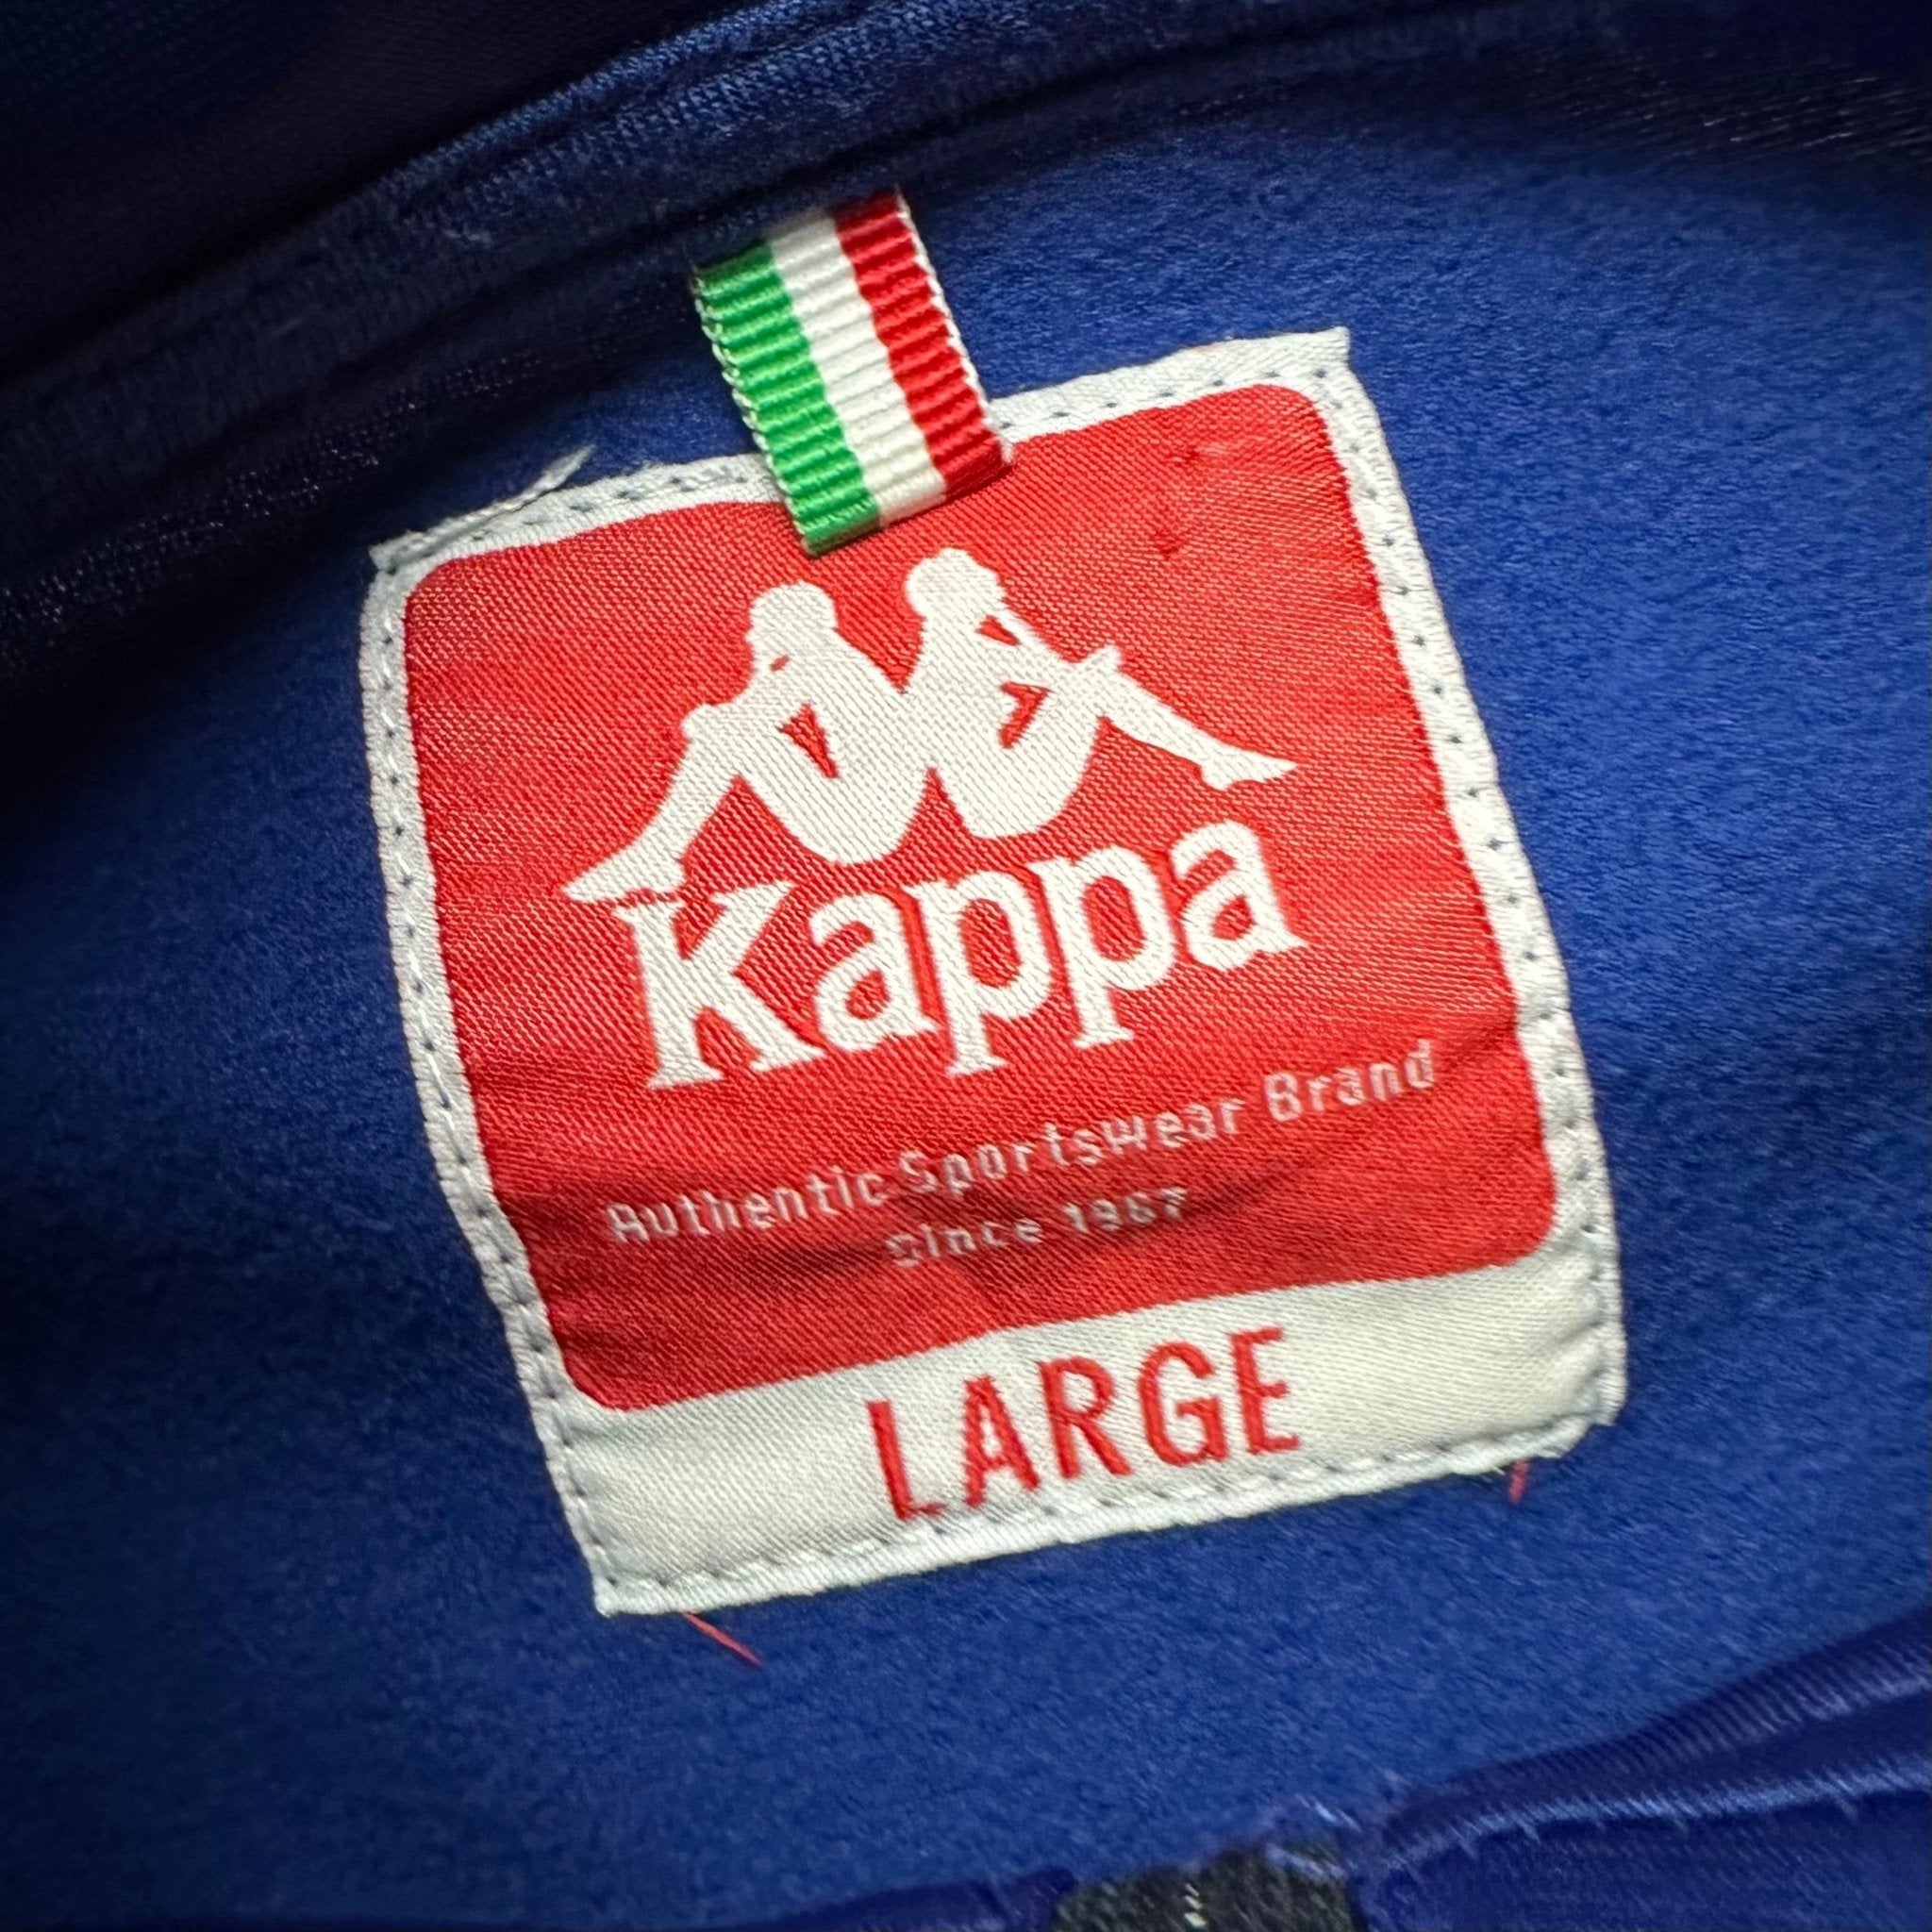 Kappa
Authentic SportsWear Brand
Since 1967
LARGE